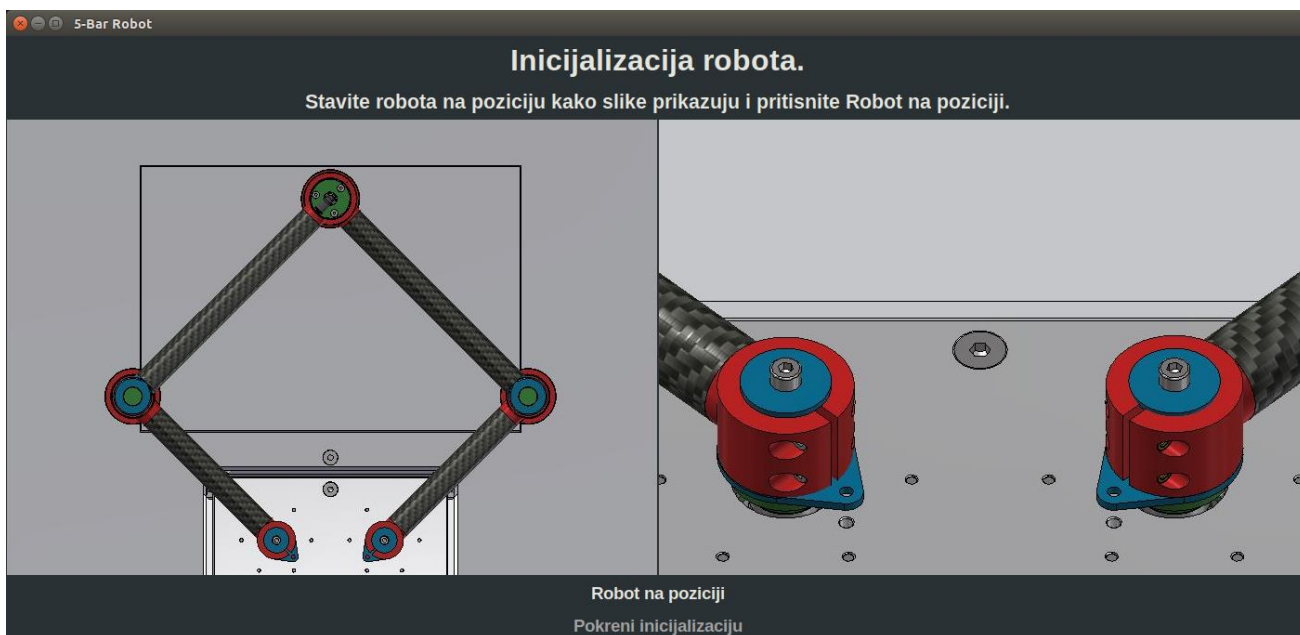 5-Bar Robot
Inicijalizacija robota.
Stavite robota na poziciju kako slike prikazuju i pritisnite Robot na poziciji.
Robot na poziciji
Pokreni inicijalizaciju